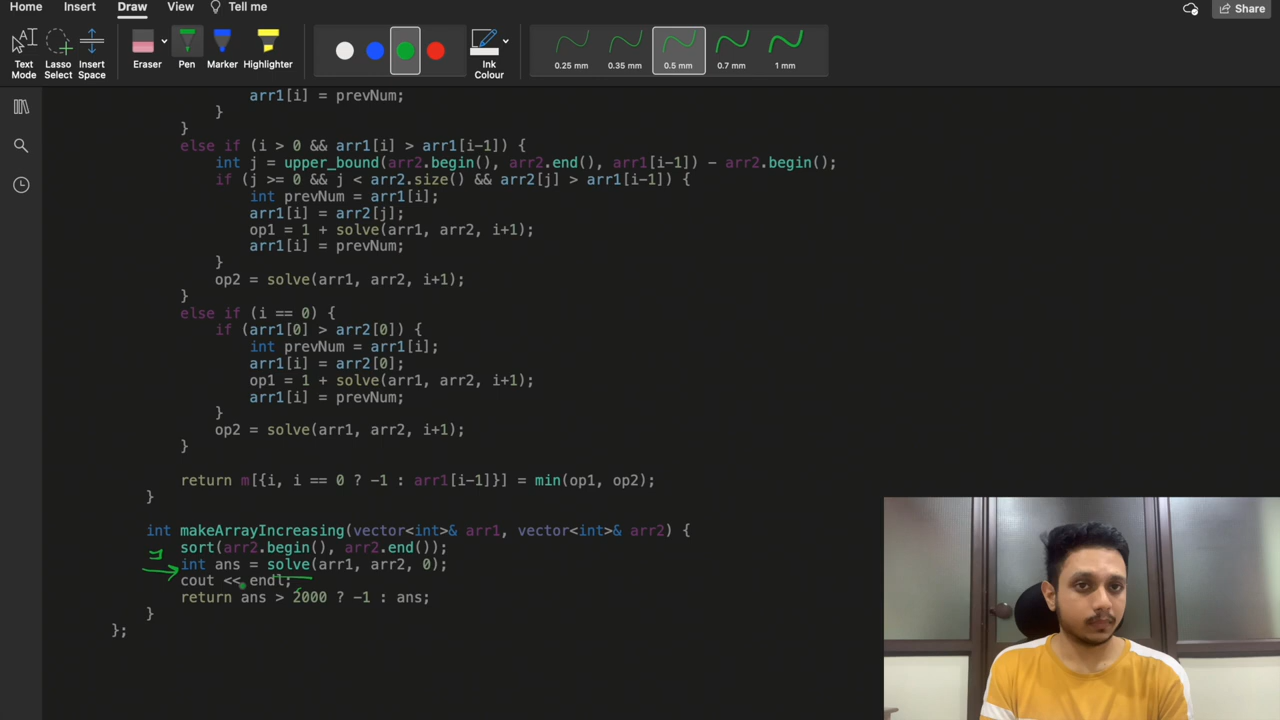 Home Insert Draw View Tell me Share
Text Mode Lasso Select Insert Space Eraser Pen Marker Highlighter Ink Colour 0.25 mm 0.35 mm 0.5 mm 0.7 mm 1 mm
arr1[i] = prevNum;
}
}
else if (i > 0 && arr1[i] > arr1[i-1]) {
int j = upper_bound(arr2.begin(), arr2.end(), arr1[i-1]) - arr2.begin();
if (j >= 0 && j < arr2.size() && arr2[j] > arr1[i-1]) {
int prevNum = arr1[i];
arr1[i] = arr2[j];
op1 = 1 + solve(arr1, arr2, i+1);
arr1[i] = prevNum;
}
op2 = solve(arr1, arr2, i+1);
}
else if (i == 0) {
if (arr1[0] > arr2[0]) {
int prevNum = arr1[i];
arr1[i] = arr2[0];
op1 = 1 + solve(arr1, arr2, i+1);
arr1[i] = prevNum;
}
op2 = solve(arr1, arr2, i+1);
}
return m[{i, i == 0 ? -1 : arr1[i-1]}] = min(op1, op2);
}
int makeArrayIncreasing(vector<int>& arr1, vector<int>& arr2) {
sort(arr2.begin(), arr2.end());
int ans = solve(arr1, arr2, 0);
cout << endl;
return ans > 2000 ? -1 : ans;
}
};